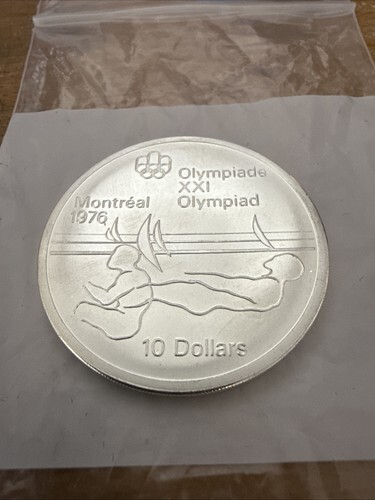 Olympiade
XXI
Olympiad
Montréal
1976
10 Dollars